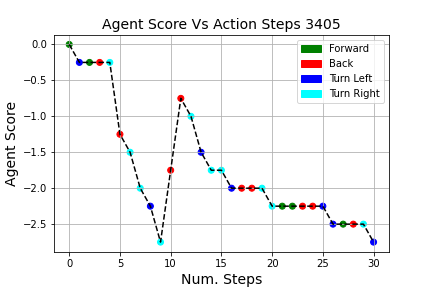 Agent Score Vs Action Steps 3405
Agent Score
0.0
−0.5
−1.0
−1.5
−2.0
−2.5
Forward
Back
Turn Left
Turn Right
0 5 10 15 20 25 30
Num. Steps